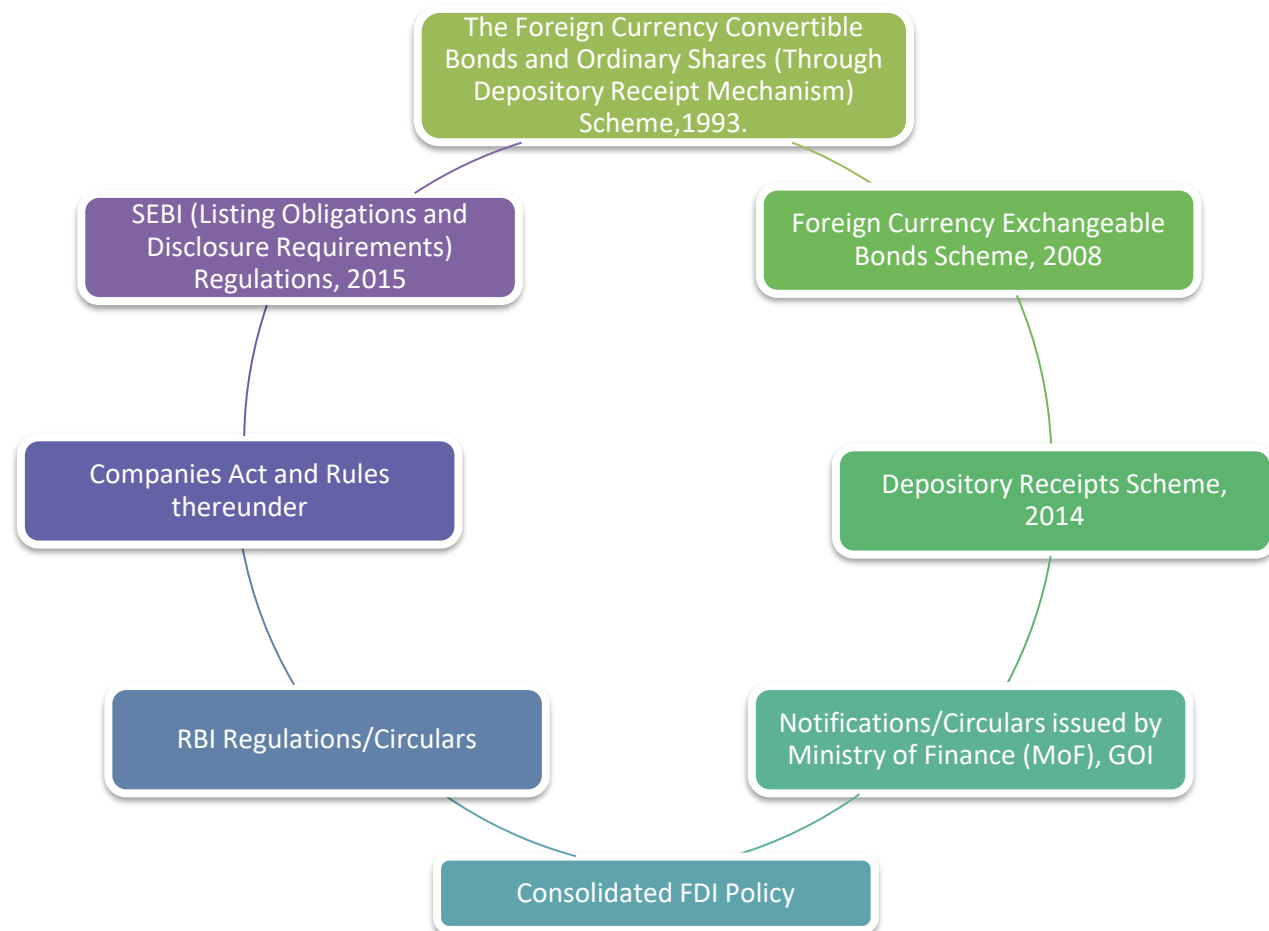 The Foreign Currency Convertible
Bonds and Ordinary Shares (Through
Depository Receipt Mechanism)
Scheme,1993.
Foreign Currency Exchangeable
Bonds Scheme, 2008
Depository Receipts Scheme,
2014
Notifications/Circulars issued by
Ministry of Finance (MoF), GOI
Consolidated FDI Policy
RBI Regulations/Circulars
Companies Act and Rules
thereunder
SEBI (Listing Obligations and
Disclosure Requirements)
Regulations, 2015